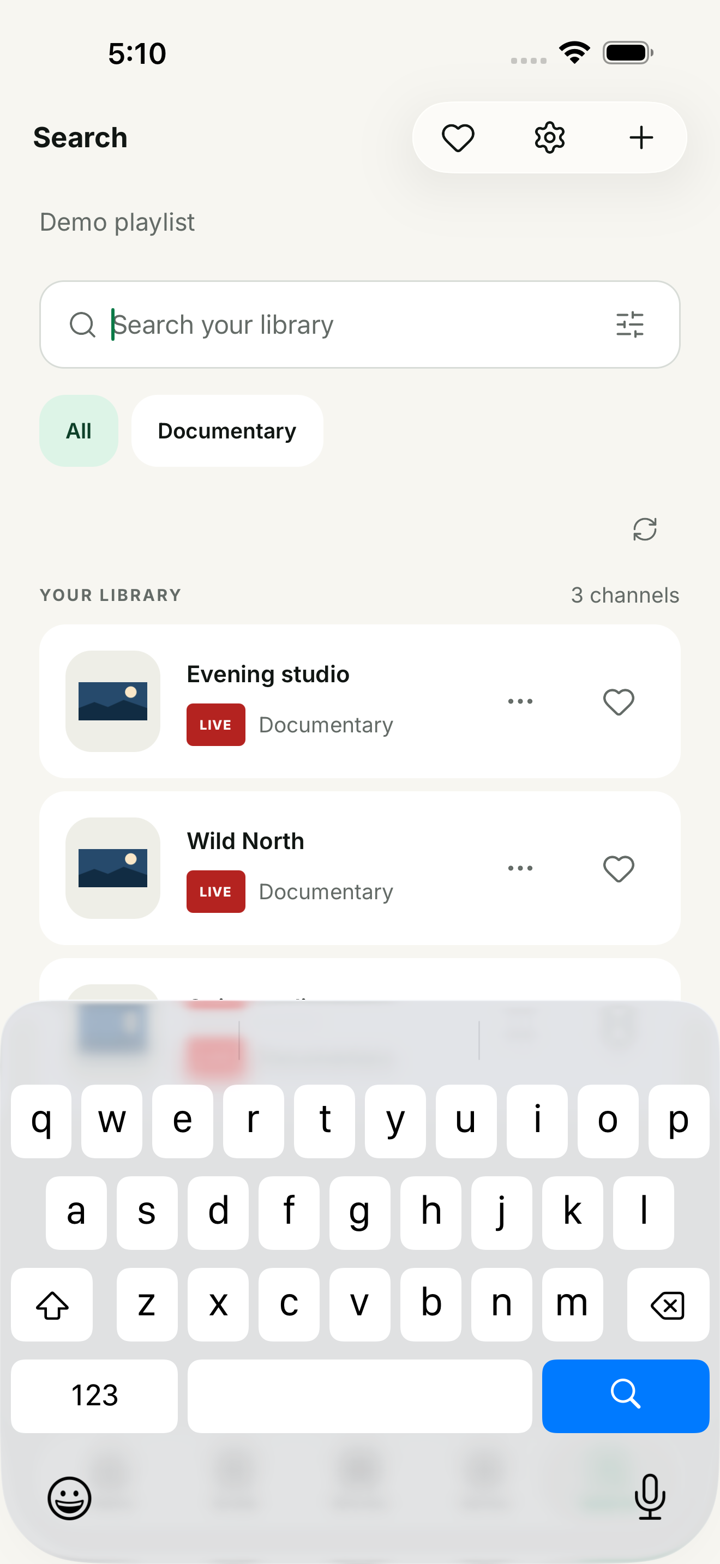 5:10
Search
Demo playlist
Search your library
All
Documentary
YOUR LIBRARY
3 channels
Evening studio
LIVE Documentary
Wild North
LIVE Documentary
q w e r t y u i o p
a s d f g h j k l
z x c v b n m
123